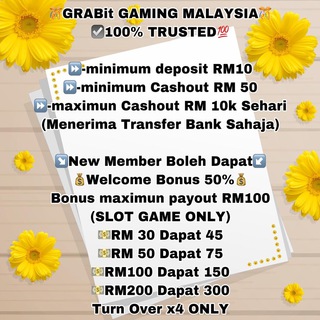 🎊GRABit GAMING MALAYSIA🎊
☑️100% TRUSTED💯
⏩-minimum deposit RM10
⏩-minimum Cashout RM 50
⏩-maximun Cashout RM 10k Sehari
(Menerima Transfer Bank Sahaja)
↘️New Member Boleh Dapat↙️
💰Welcome Bonus 50%💰
Bonus maximun payout RM100
(SLOT GAME ONLY)
💵RM 30 Dapat 45
💵RM 50 Dapat 75
💵RM100 Dapat 150
💵RM200 Dapat 300
Turn Over x4 ONLY